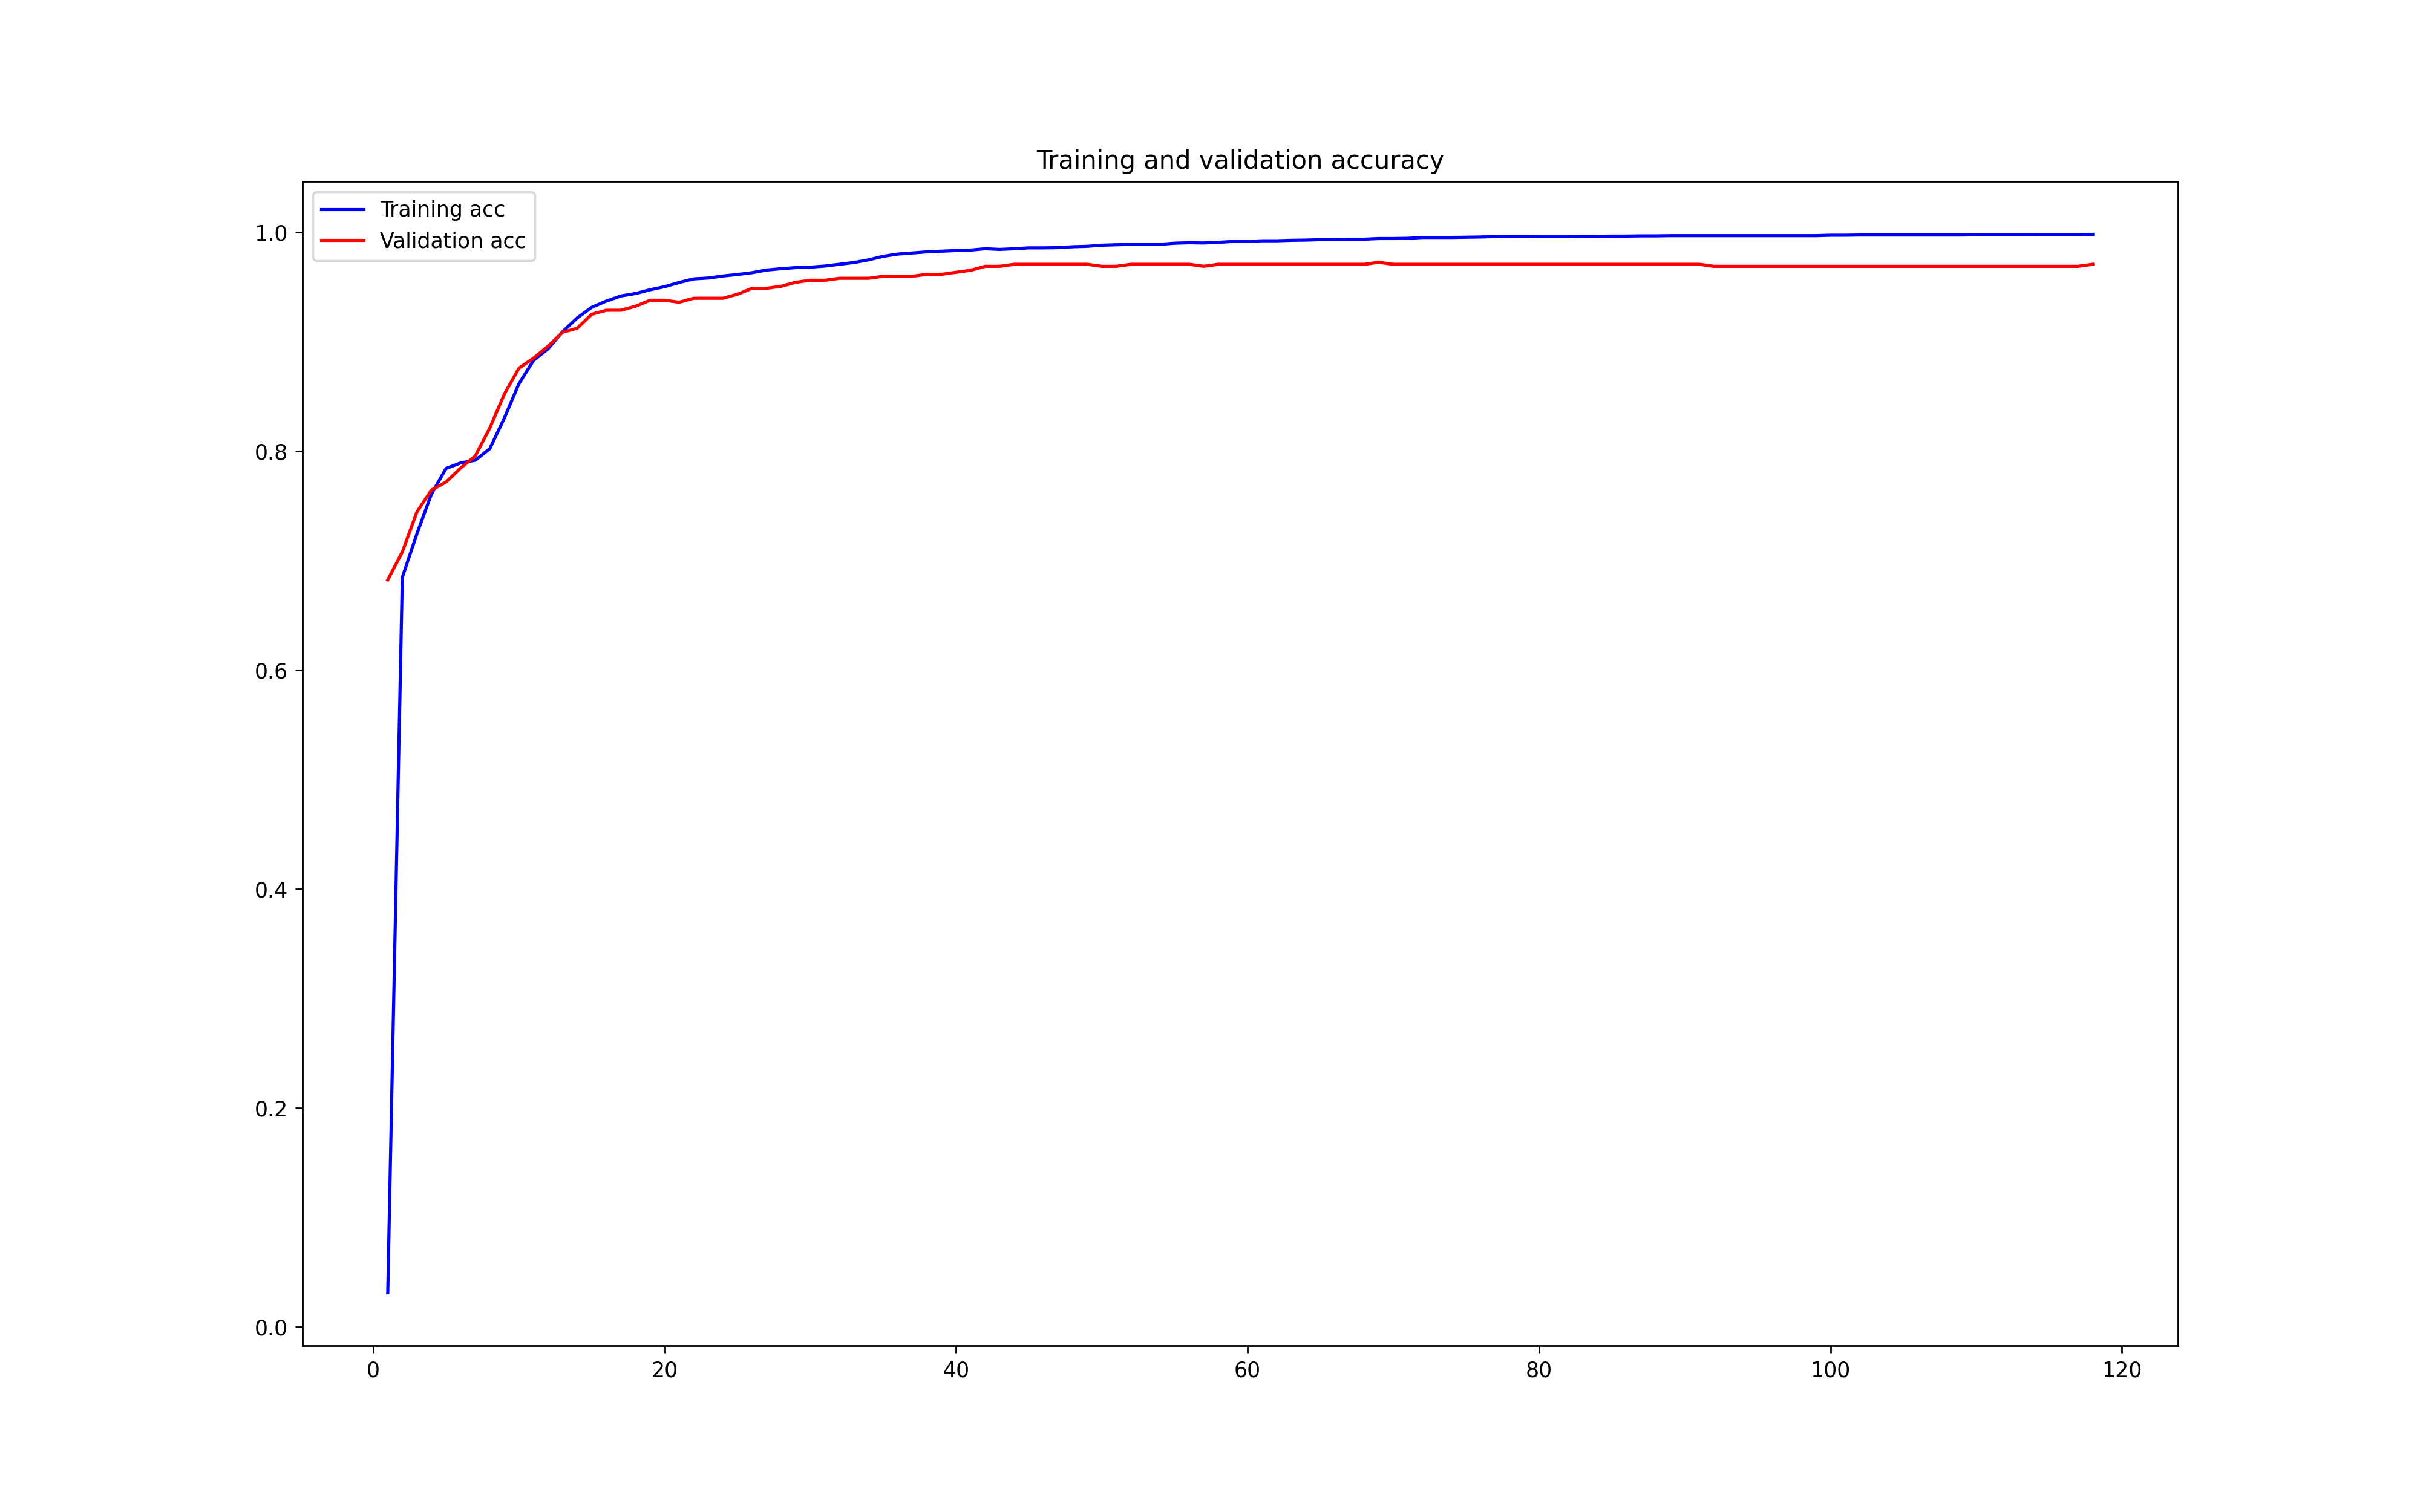 Training and validation accuracy
Training acc
Validation acc
1.0
0.8
0.6
0.4
0.2
0.0
0 20 40 60 80 100 120